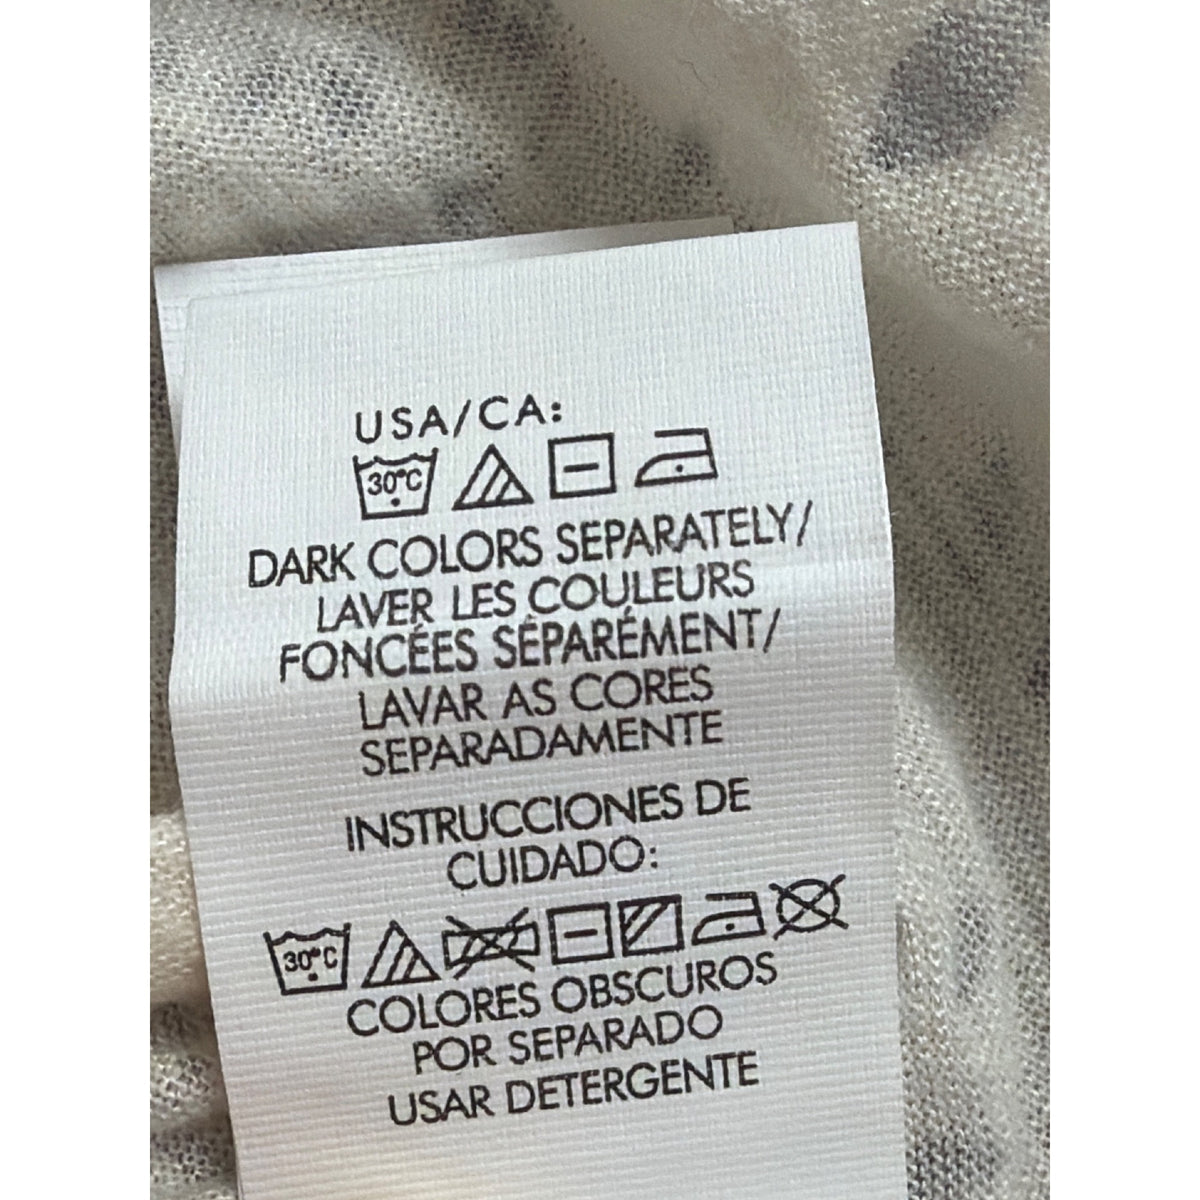 USA/CA:
30°C
DARK COLORS SEPARATELY/
LAVER LES COULEURS
FONCÉES SÉPARÉMENT/
LAVAR AS CORES
SEPARADAMENTE
INSTRUCCIONES DE
CUIDADO:
30°C
COLORES OBSCUROS
POR SEPARADO
USAR DETERGENTE